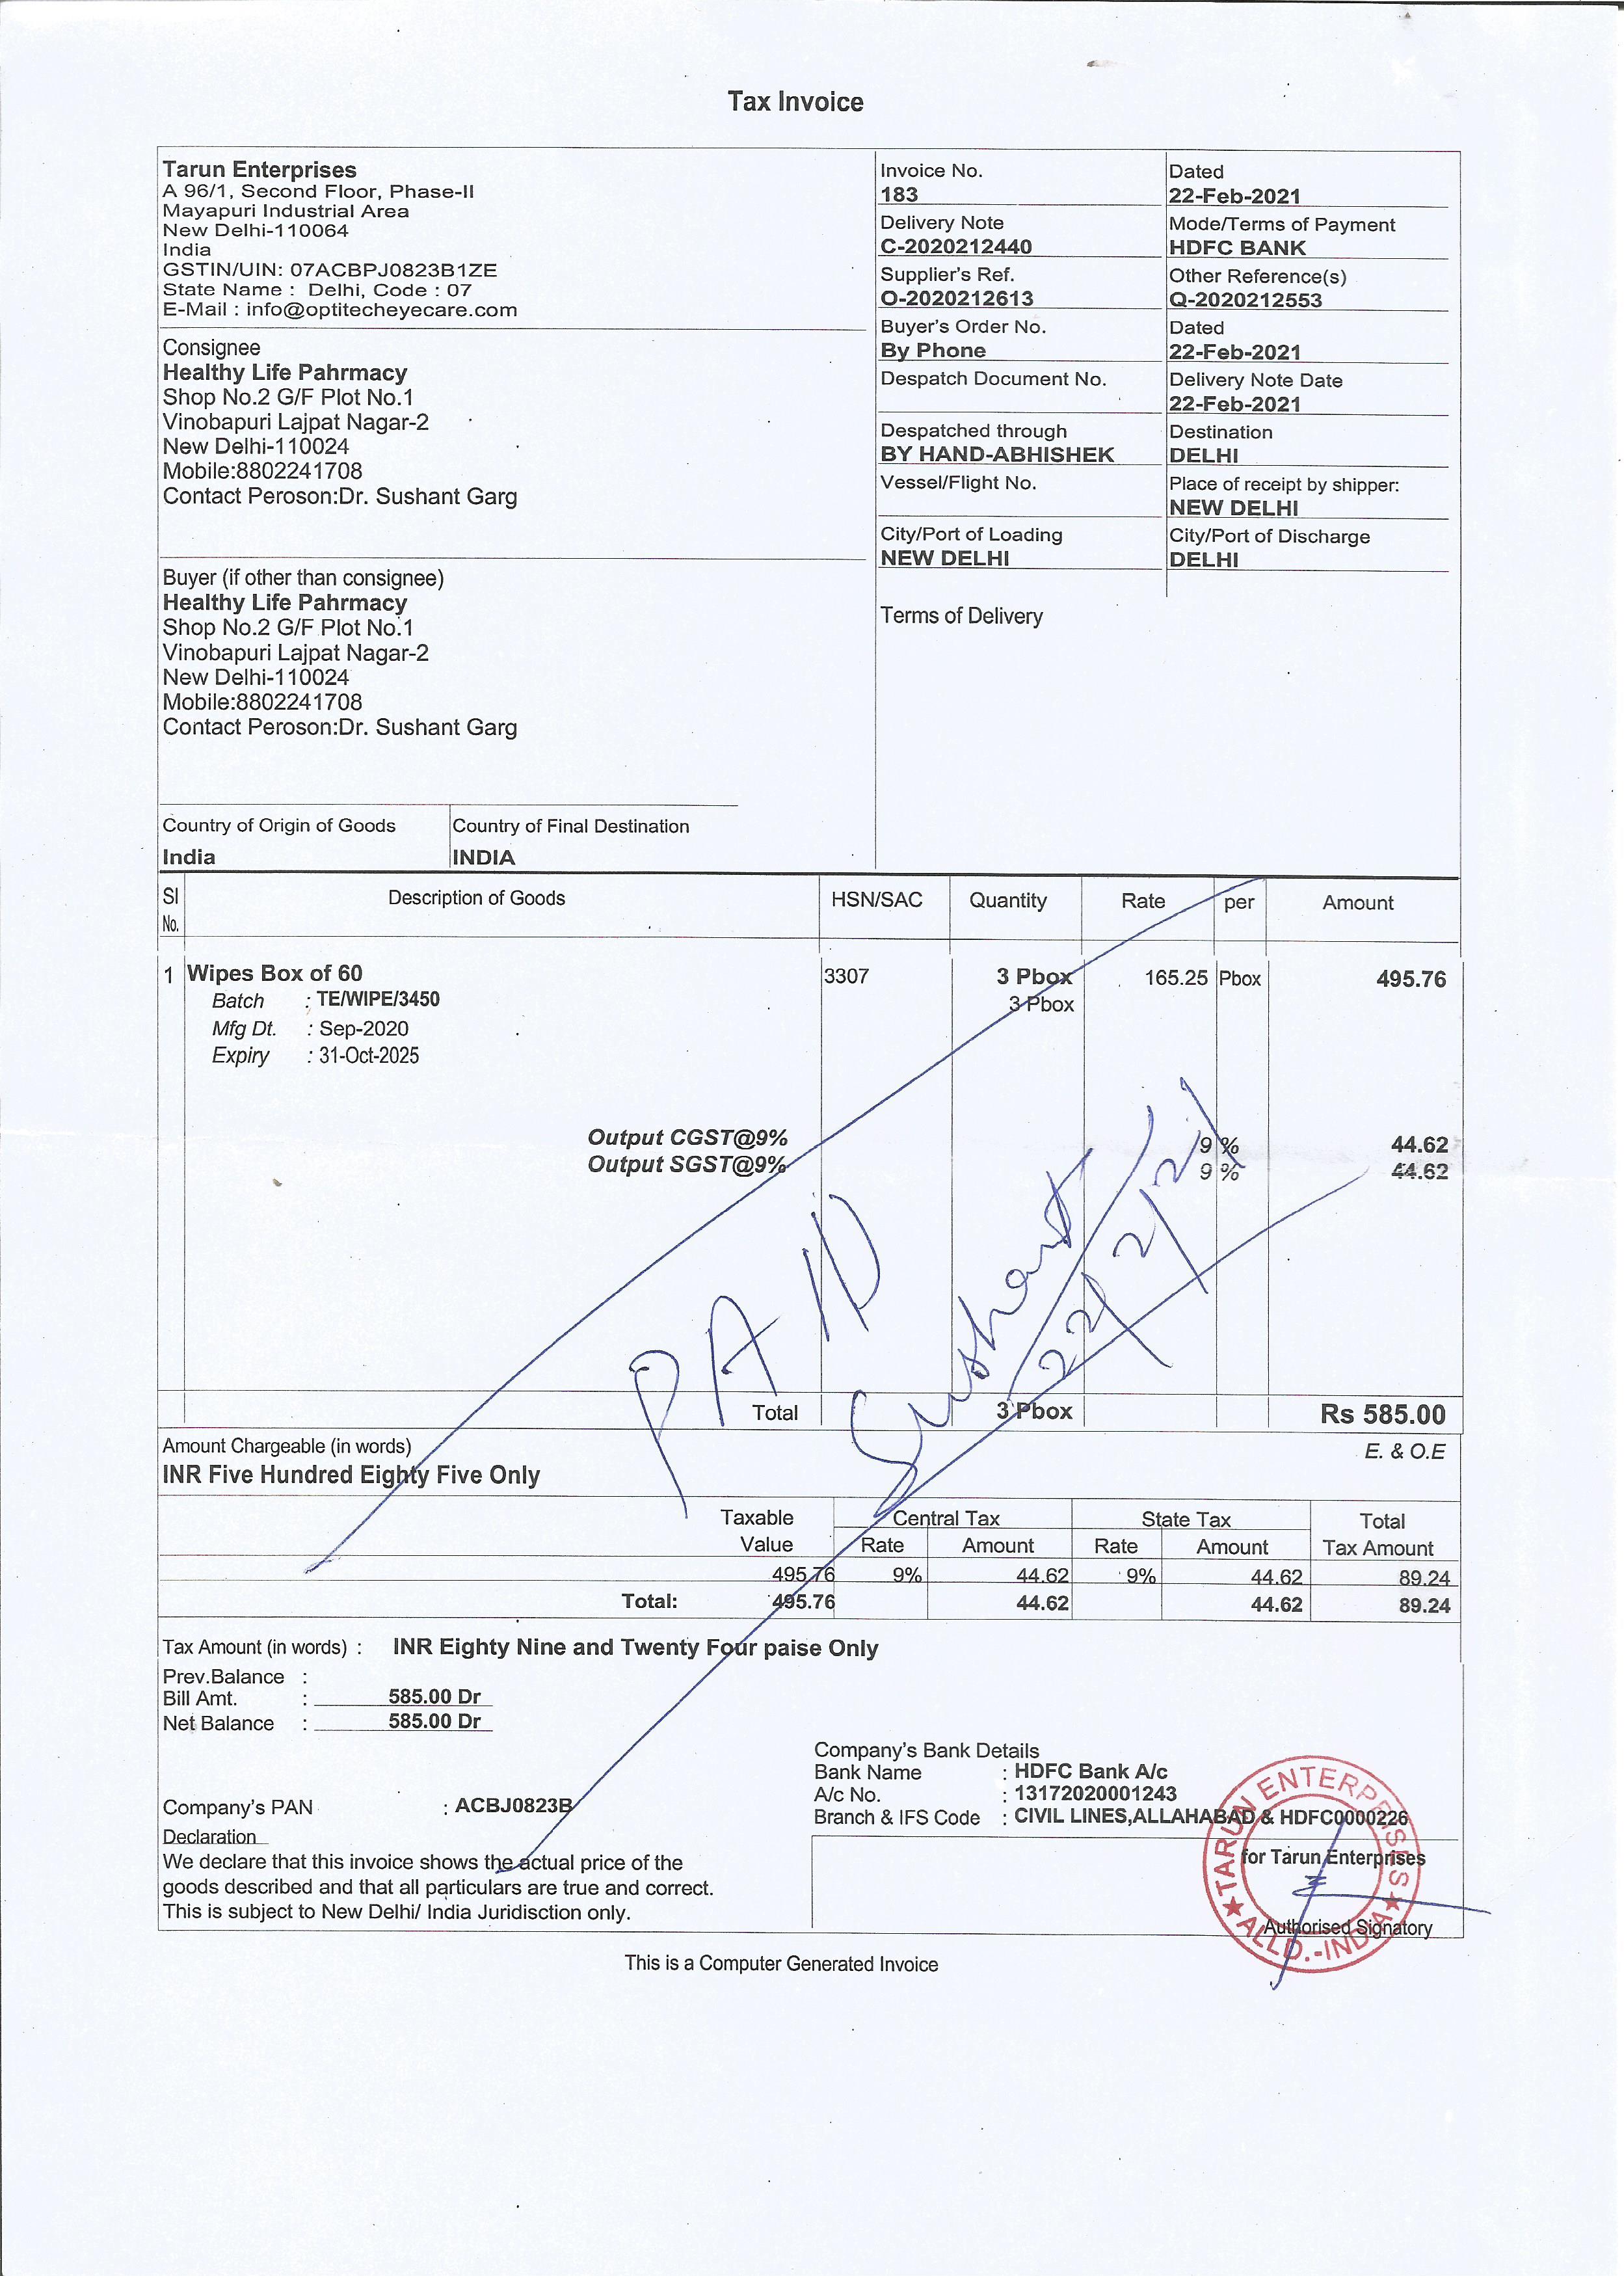 Tax Invoice
Tarun Enterprises
A 96/1, Second Floor, Phase-II
Mayapuri Industrial Area
New Delhi-110064
India
GSTIN/UIN: 07ACBPJ0823B1ZE
State Name : Delhi, Code : 07
E-Mail : info@optitecheyecare.com
Invoice No.
183
Dated
22-Feb-2021
Delivery Note
C-2020212440
Mode/Terms of Payment
HDFC BANK
Supplier's Ref.
O-2020212613
Other Reference(s)
Q-2020212553
Buyer's Order No.
By Phone
Dated
22-Feb-2021
Despatch Document No.
Delivery Note Date
22-Feb-2021
Despatched through
BY HAND-ABHISHEK
Destination
DELHI
Vessel/Flight No.
Place of receipt by shipper:
NEW DELHI
City/Port of Loading
NEW DELHI
City/Port of Discharge
DELHI
Terms of Delivery
Consignee
Healthy Life Pahrmacy
Shop No.2 G/F Plot No.1
Vinobapuri Lajpat Nagar-2
New Delhi-110024
Mobile:8802241708
Contact Peroson:Dr. Sushant Garg
Buyer (if other than consignee)
Healthy Life Pahrmacy
Shop No.2 G/F Plot No.1
Vinobapuri Lajpat Nagar-2
New Delhi-110024
Mobile:8802241708
Contact Peroson:Dr. Sushant Garg
Country of Origin of Goods
India
Country of Final Destination
INDIA
Sl No. Description of Goods HSN/SAC Quantity Rate per Amount
1 Wipes Box of 60 3307 3 Pbox 165.25 Pbox 495.76
Batch : TE/WIPE/3450 3 Pbox
Mfg Dt. : Sep-2020
Expiry : 31-Oct-2025
Output CGST@9% 9 % 44.62
Output SGST@9% 9 % 44.62
PAID
Sushant
22/2/21
Total 3 Pbox Rs 585.00
Amount Chargeable (in words) E. & O.E
INR Five Hundred Eighty Five Only
Taxable Value Central Tax State Tax Total Tax Amount
Rate Amount Rate Amount
495.76 9% 44.62 9% 44.62 89.24
Total: 495.76 44.62 44.62 89.24
Tax Amount (in words) : INR Eighty Nine and Twenty Four paise Only
Prev.Balance :
Bill Amt. : 585.00 Dr
Net Balance : 585.00 Dr
Company's Bank Details
Bank Name : HDFC Bank A/c
A/c No. : 13172020001243
Branch & IFS Code : CIVIL LINES,ALLAHABAD & HDFC0000226
Company's PAN : ACBJ0823B
Declaration
We declare that this invoice shows the actual price of the
goods described and that all particulars are true and correct.
This is subject to New Delhi/ India Juridisction only.
for Tarun Enterprises
Authorised Signatory
TARUN ENTERPRISES
ALLD.-INDIA
This is a Computer Generated Invoice